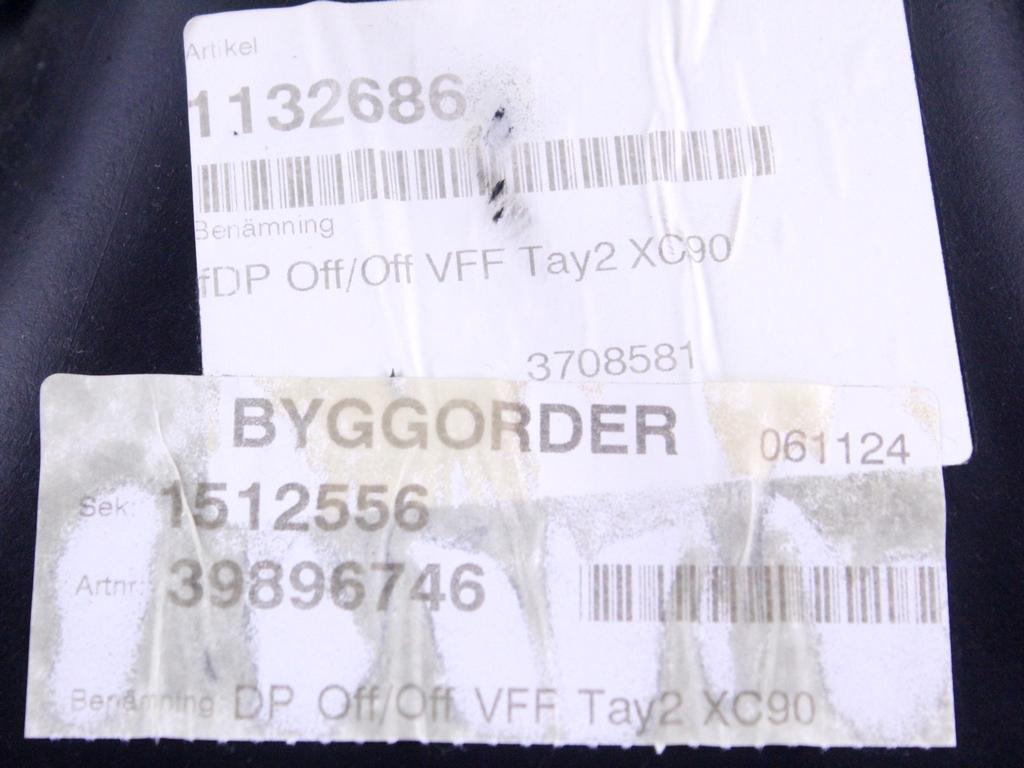 Artikel
1132686
Benämning
fDP Off/Off VFF Tay2 XC90
3708581
BYGGORDER 061124
Sek: 1512556
Artnr: 39896746
Benämning DP Off/Off VFF Tay2 XC90